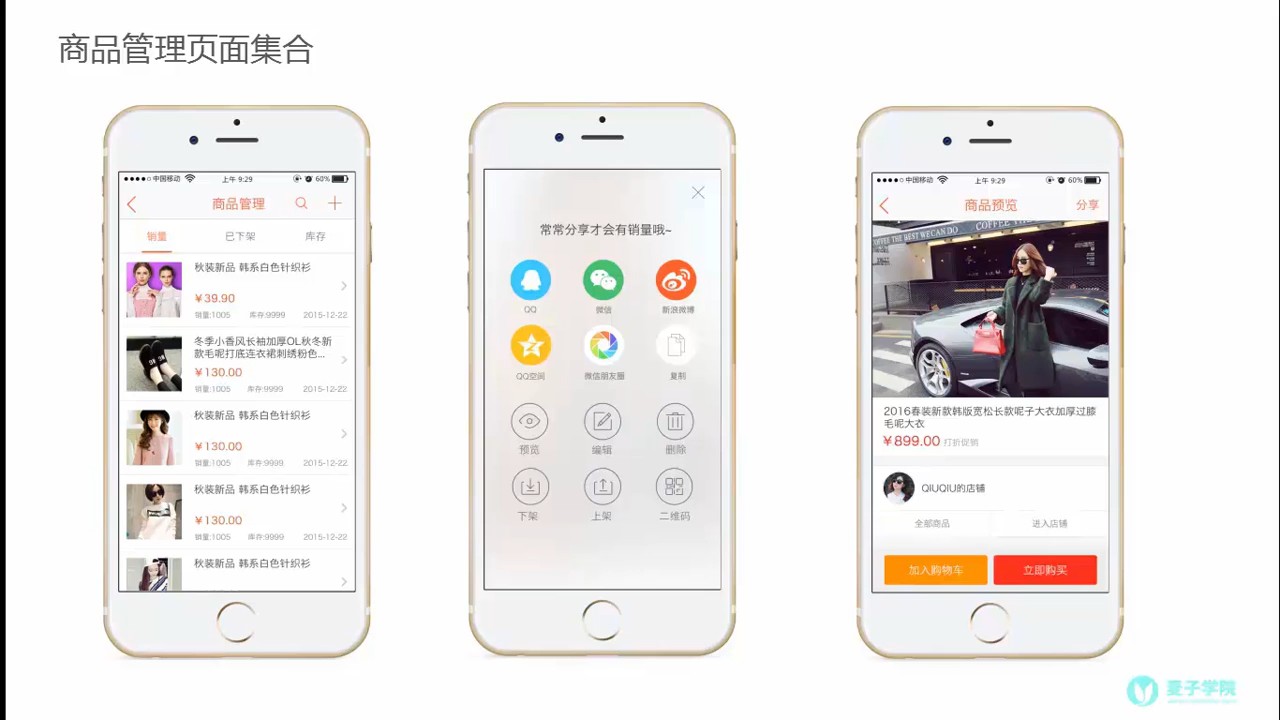 商品管理页面集合
中国移动 上午 9:29 60%
商品管理
销量 已下架 库存
秋装新品 韩系白色针织衫
￥39.90
销量:1005 库存:9999 2015-12-22
冬季小香风长袖加厚OL秋冬新
款毛呢打底连衣裙刺绣粉色...
￥130.00
销量:1005 库存:9999 2015-12-22
秋装新品 韩系白色针织衫
￥130.00
销量:1005 库存:9999 2015-12-22
秋装新品 韩系白色针织衫
￥130.00
销量:1005 库存:9999 2015-12-22
秋装新品 韩系白色针织衫
常常分享才会有销量哦~
QQ 微信 新浪微博
QQ空间 微信朋友圈 复制
预览 编辑 删除
下架 上架 二维码
中国移动 上午 9:29 60%
商品预览 分享
COFFEE THE BEST WE CAN DO COFFEE
2016春装新款韩版宽松长款呢子大衣加厚过膝
毛呢大衣
￥899.00 打折促销
QIUQIU的店铺
全部商品 进入店铺
加入购物车 立即购买
麦子学院